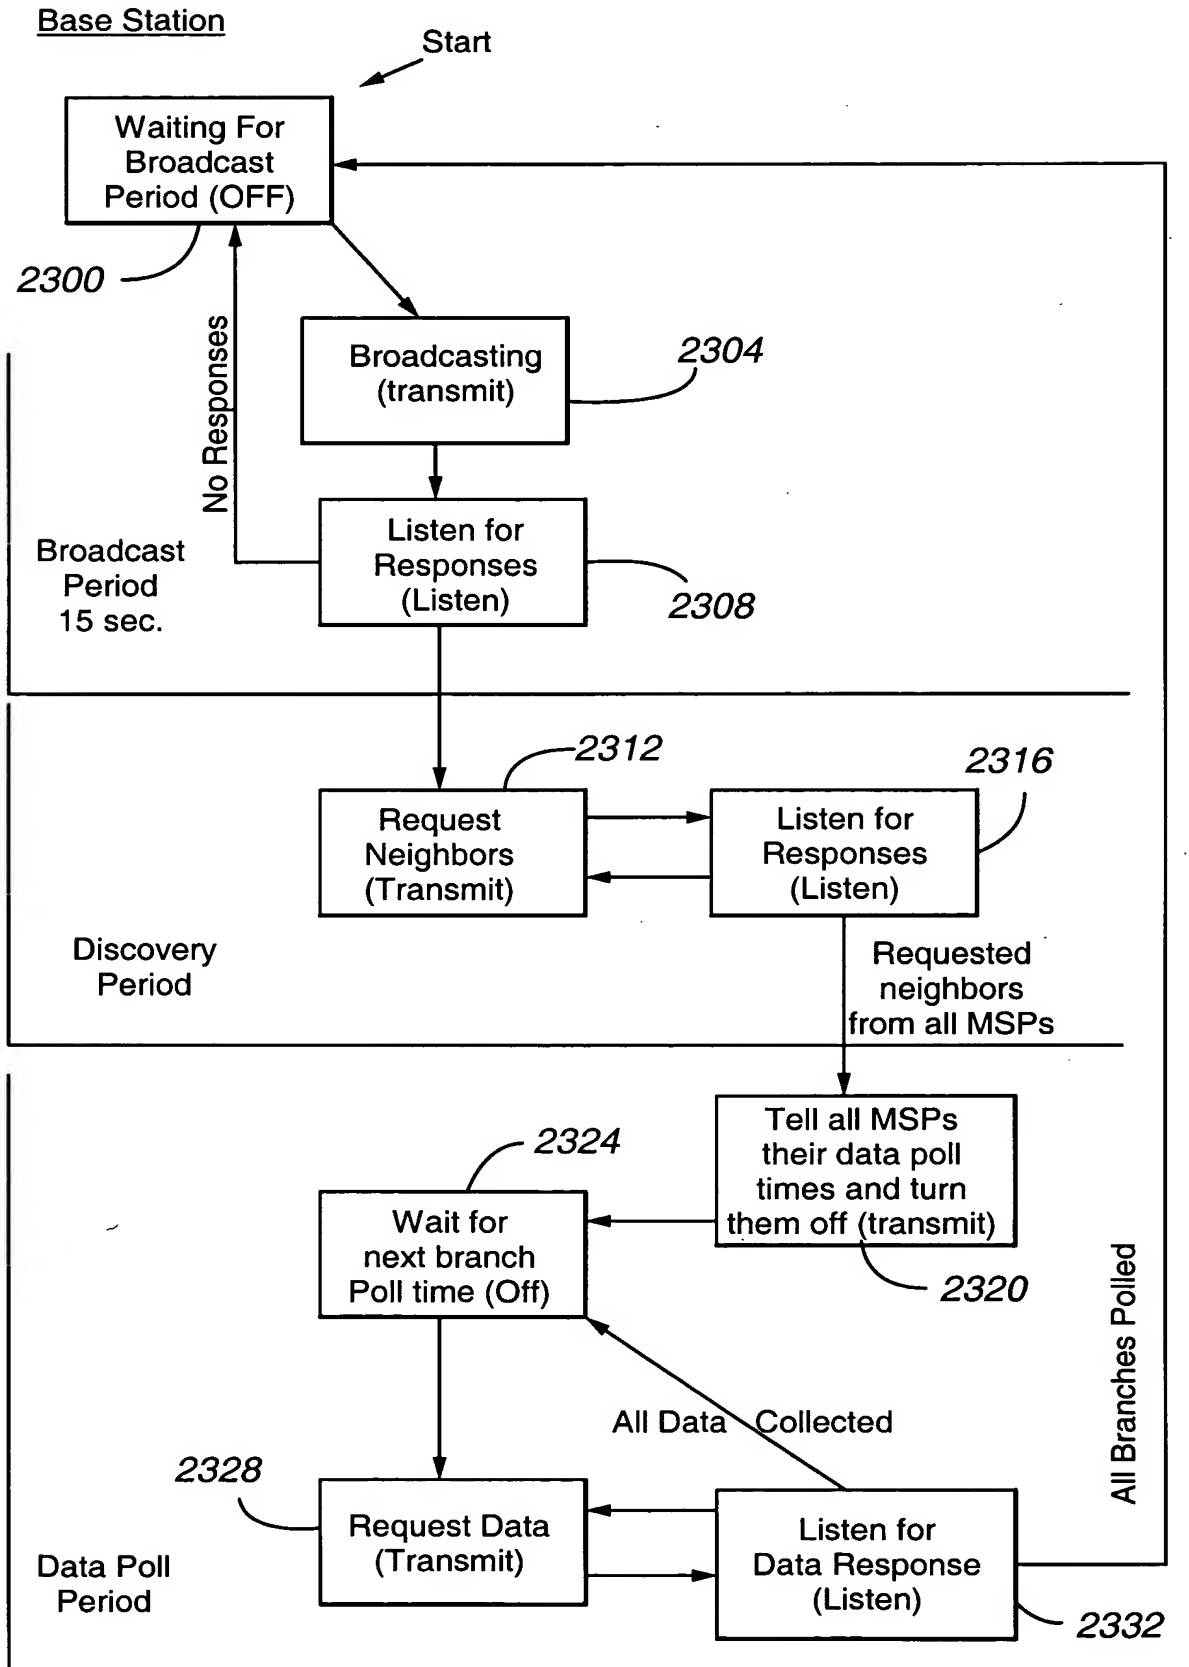 Base Station
Start
Waiting For
Broadcast
Period (OFF)
2300
Broadcasting
(transmit)
2304
No Responses
Listen for
Responses
(Listen)
2308
Broadcast
Period
15 sec.
2312
Request
Neighbors
(Transmit)
2316
Listen for
Responses
(Listen)
Discovery
Period
Requested
neighbors
from all MSPs
Tell all MSPs
their data poll
times and turn
them off (transmit)
2320
2324
Wait for
next branch
Poll time (Off)
All Data Collected
All Branches Polled
2328
Request Data
(Transmit)
Listen for
Data Response
(Listen)
2332
Data Poll
Period